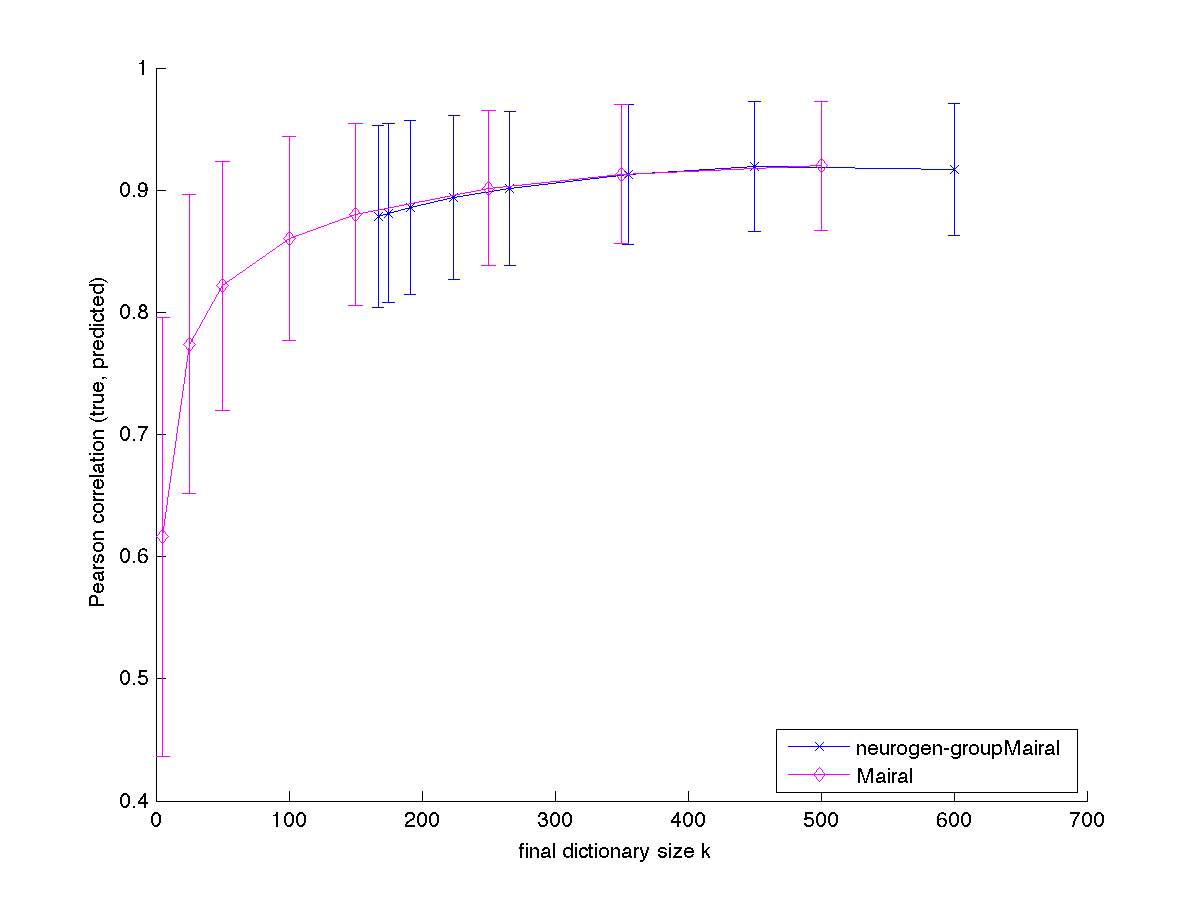 1
0.9
0.8
0.7
0.6
0.5
0.4
Pearson correlation (true, predicted)
0 100 200 300 400 500 600 700
final dictionary size k
neurogen-groupMairal
Mairal